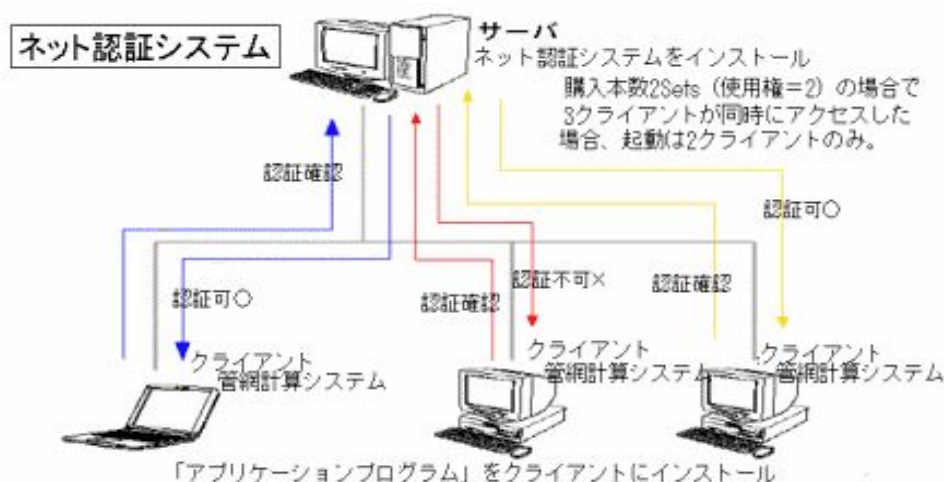 ネット認証システム
サーバ
ネット認証システムをインストール
購入本数2Sets（使用権＝2）の場合で
3クライアントが同時にアクセスした
場合、起動は2クライアントのみ。
認証確認
認証可○
認証可○
認証確認
認証不可×
認証確認
クライアント
管網計算システム
クライアント
管網計算システム
クライアント
管網計算システム
「アプリケーションプログラム」をクライアントにインストール